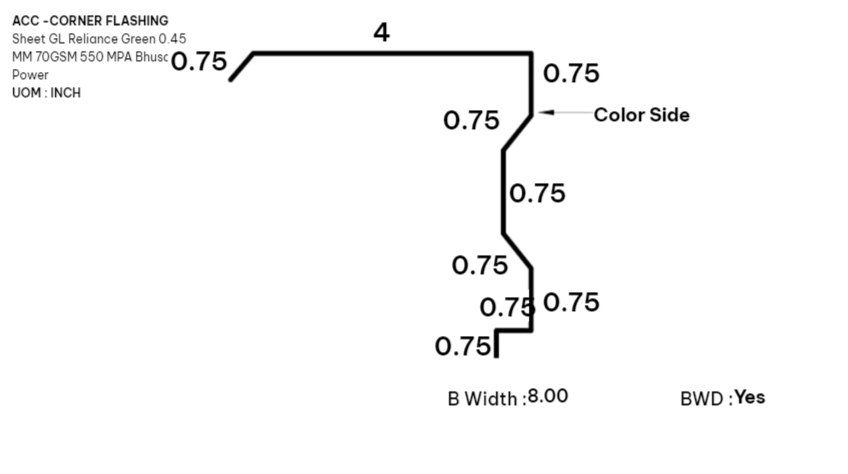 ACC -CORNER FLASHING
Sheet GL Reliance Green 0.45
MM 70GSM 550 MPA Bhusc
Power
UOM : INCH
4
0.75
0.75
0.75
Color Side
0.75
0.75
0.75
0.75
0.75
B Width :8.00
BWD :Yes